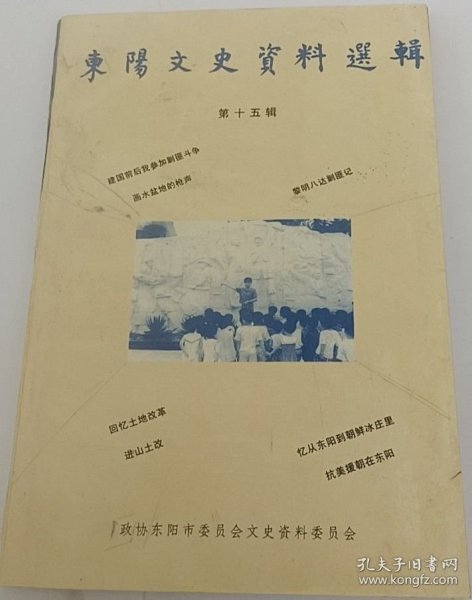 東陽文史資料選輯
第十五辑
建国前后我参加剿匪斗争
画水盆地的枪声
黎明八达剿匪记
回忆土地改革
进山土改
忆从东阳到朝鲜冰庄里
抗美援朝在东阳
政协东阳市委员会文史资料委员会
孔夫子旧书网
www.kongfz.com